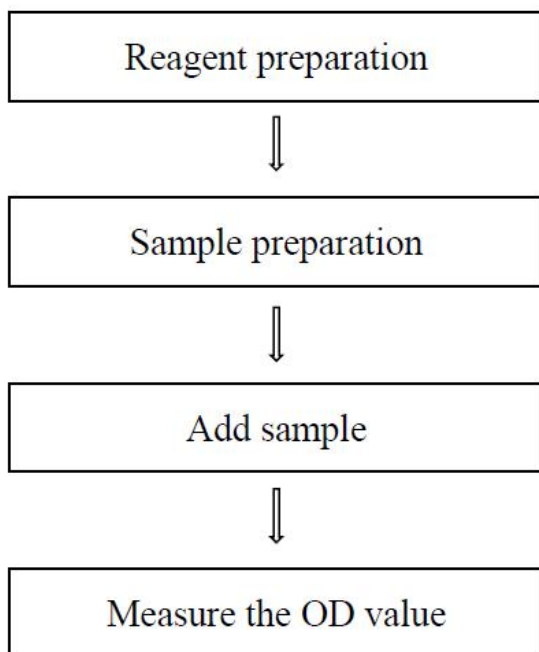 Reagent preparation
Sample preparation
Add sample
Measure the OD value